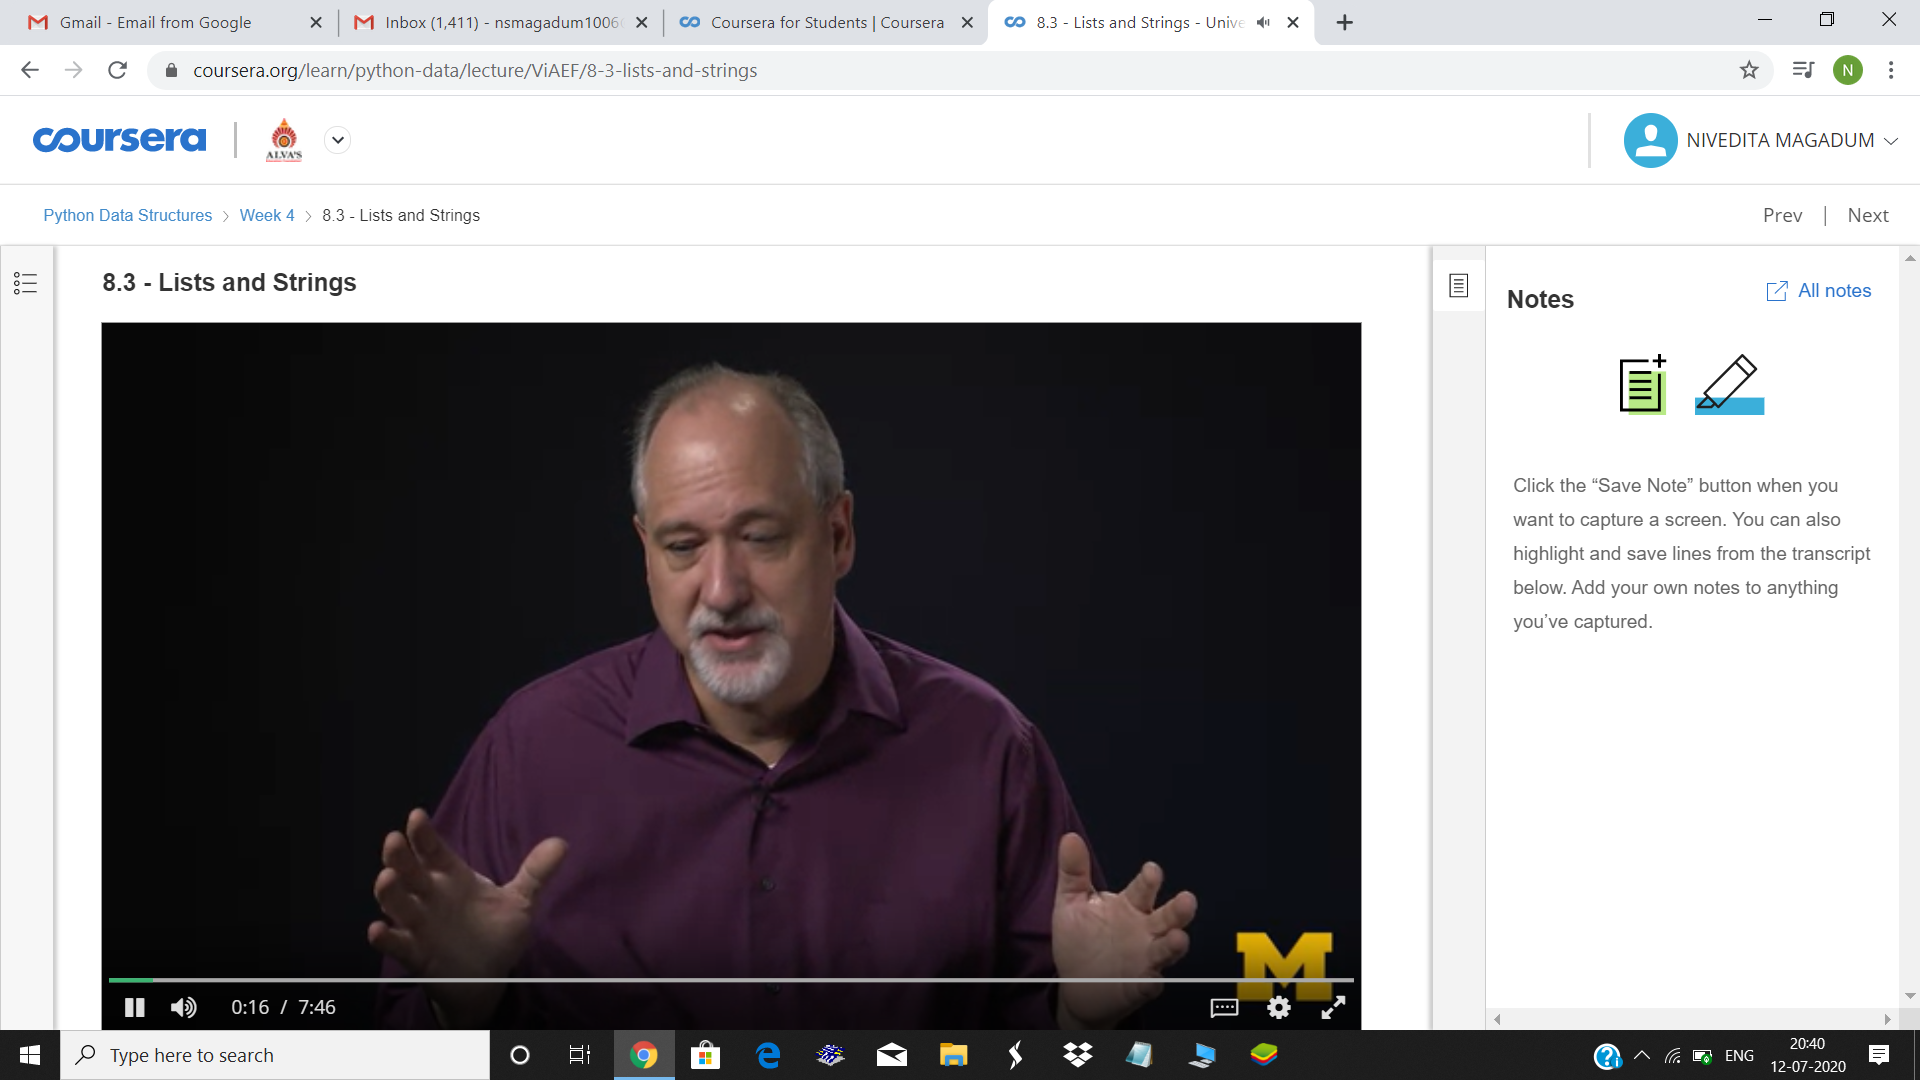 Gmail - Email from Google
Inbox (1,411) - nsmagadum1006
Coursera for Students | Coursera
8.3 - Lists and Strings - Unive
coursera.org/learn/python-data/lecture/ViAEF/8-3-lists-and-strings
N
coursera
ALVA'S
NIVEDITA MAGADUM
Python Data Structures > Week 4 > 8.3 - Lists and Strings
Prev | Next
8.3 - Lists and Strings
Notes
All notes
Click the “Save Note” button when you
want to capture a screen. You can also
highlight and save lines from the transcript
below. Add your own notes to anything
you’ve captured.
M
0:16 / 7:46
Type here to search
ENG
20:40
12-07-2020